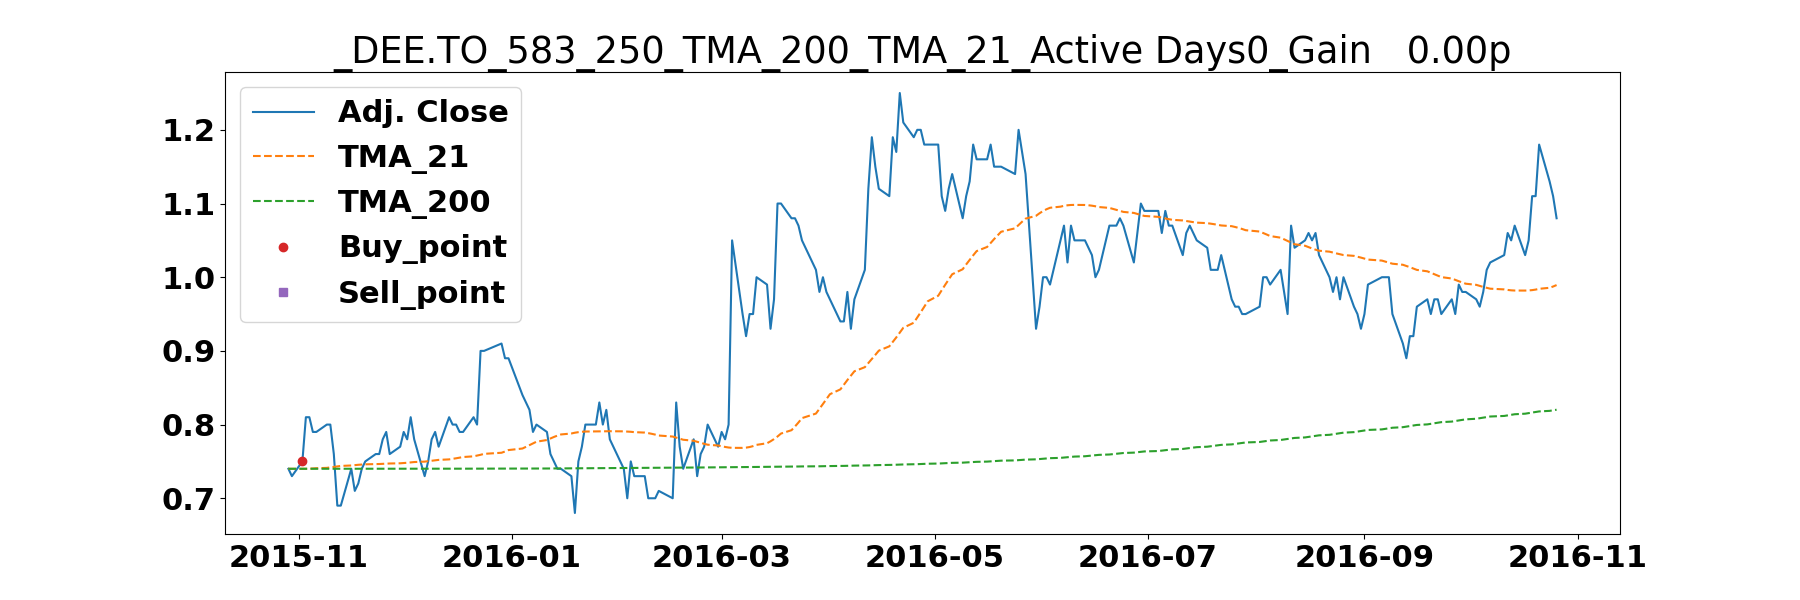 _DEE.TO_583_250_TMA_200_TMA_21_Active Days0_Gain   0.00p
Adj. Close
TMA_21
TMA_200
Buy_point
Sell_point
1.2
1.1
1.0
0.9
0.8
0.7
2015-11 2016-01 2016-03 2016-05 2016-07 2016-09 2016-11